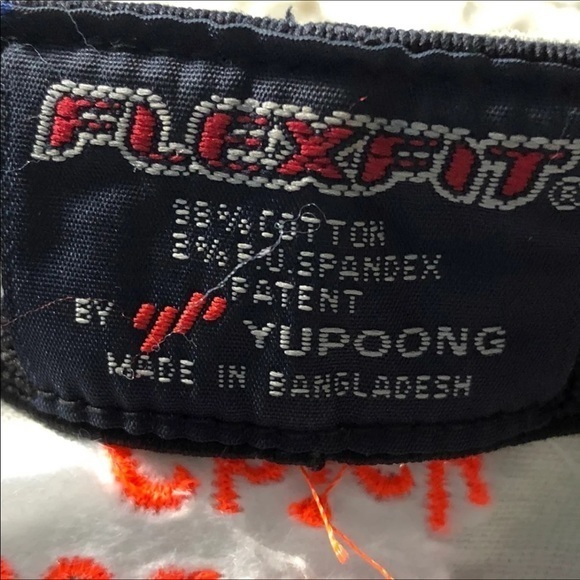 FLEXFIT®
98% COTTON
2% P.U.SPANDEX
PATENT
BY YUPOONG
MADE IN BANGLADESH